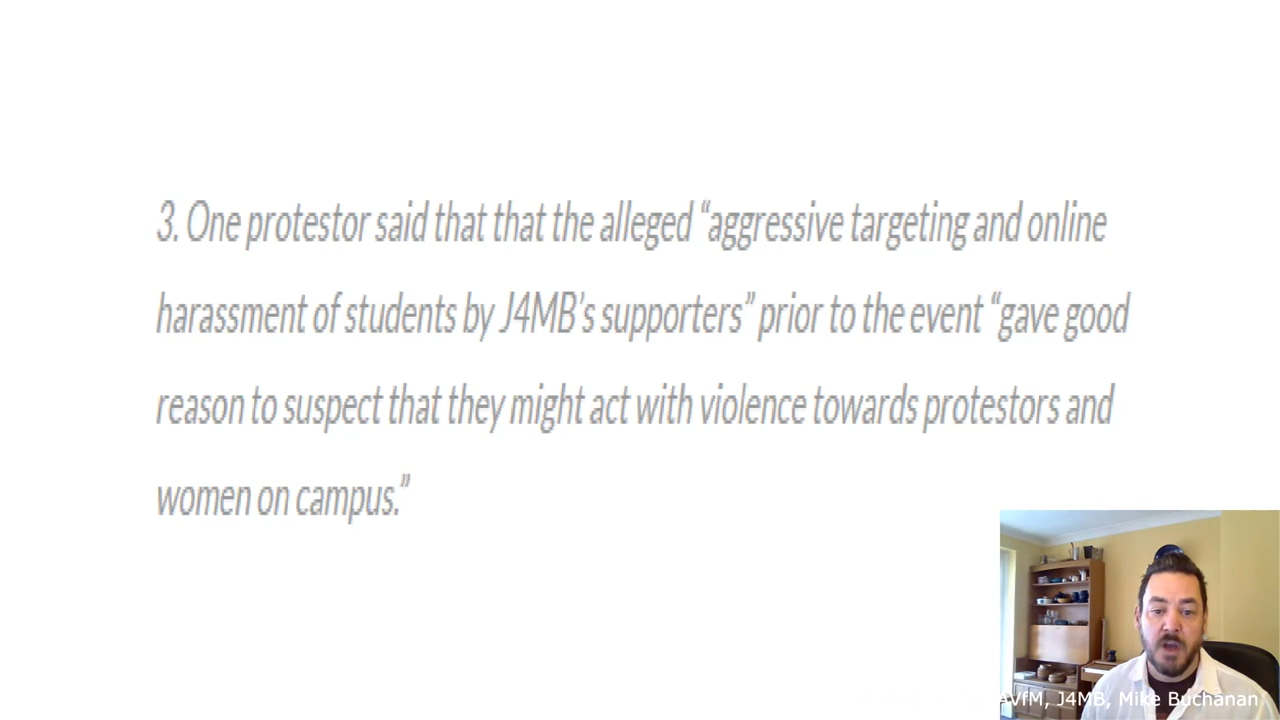 3. One protestor said that that the alleged “aggressive targeting and online
harassment of students by J4MB’s supporters” prior to the event “gave good
reason to suspect that they might act with violence towards protestors and
women on campus.”
AVfM, J4MB, Mike Buchanan